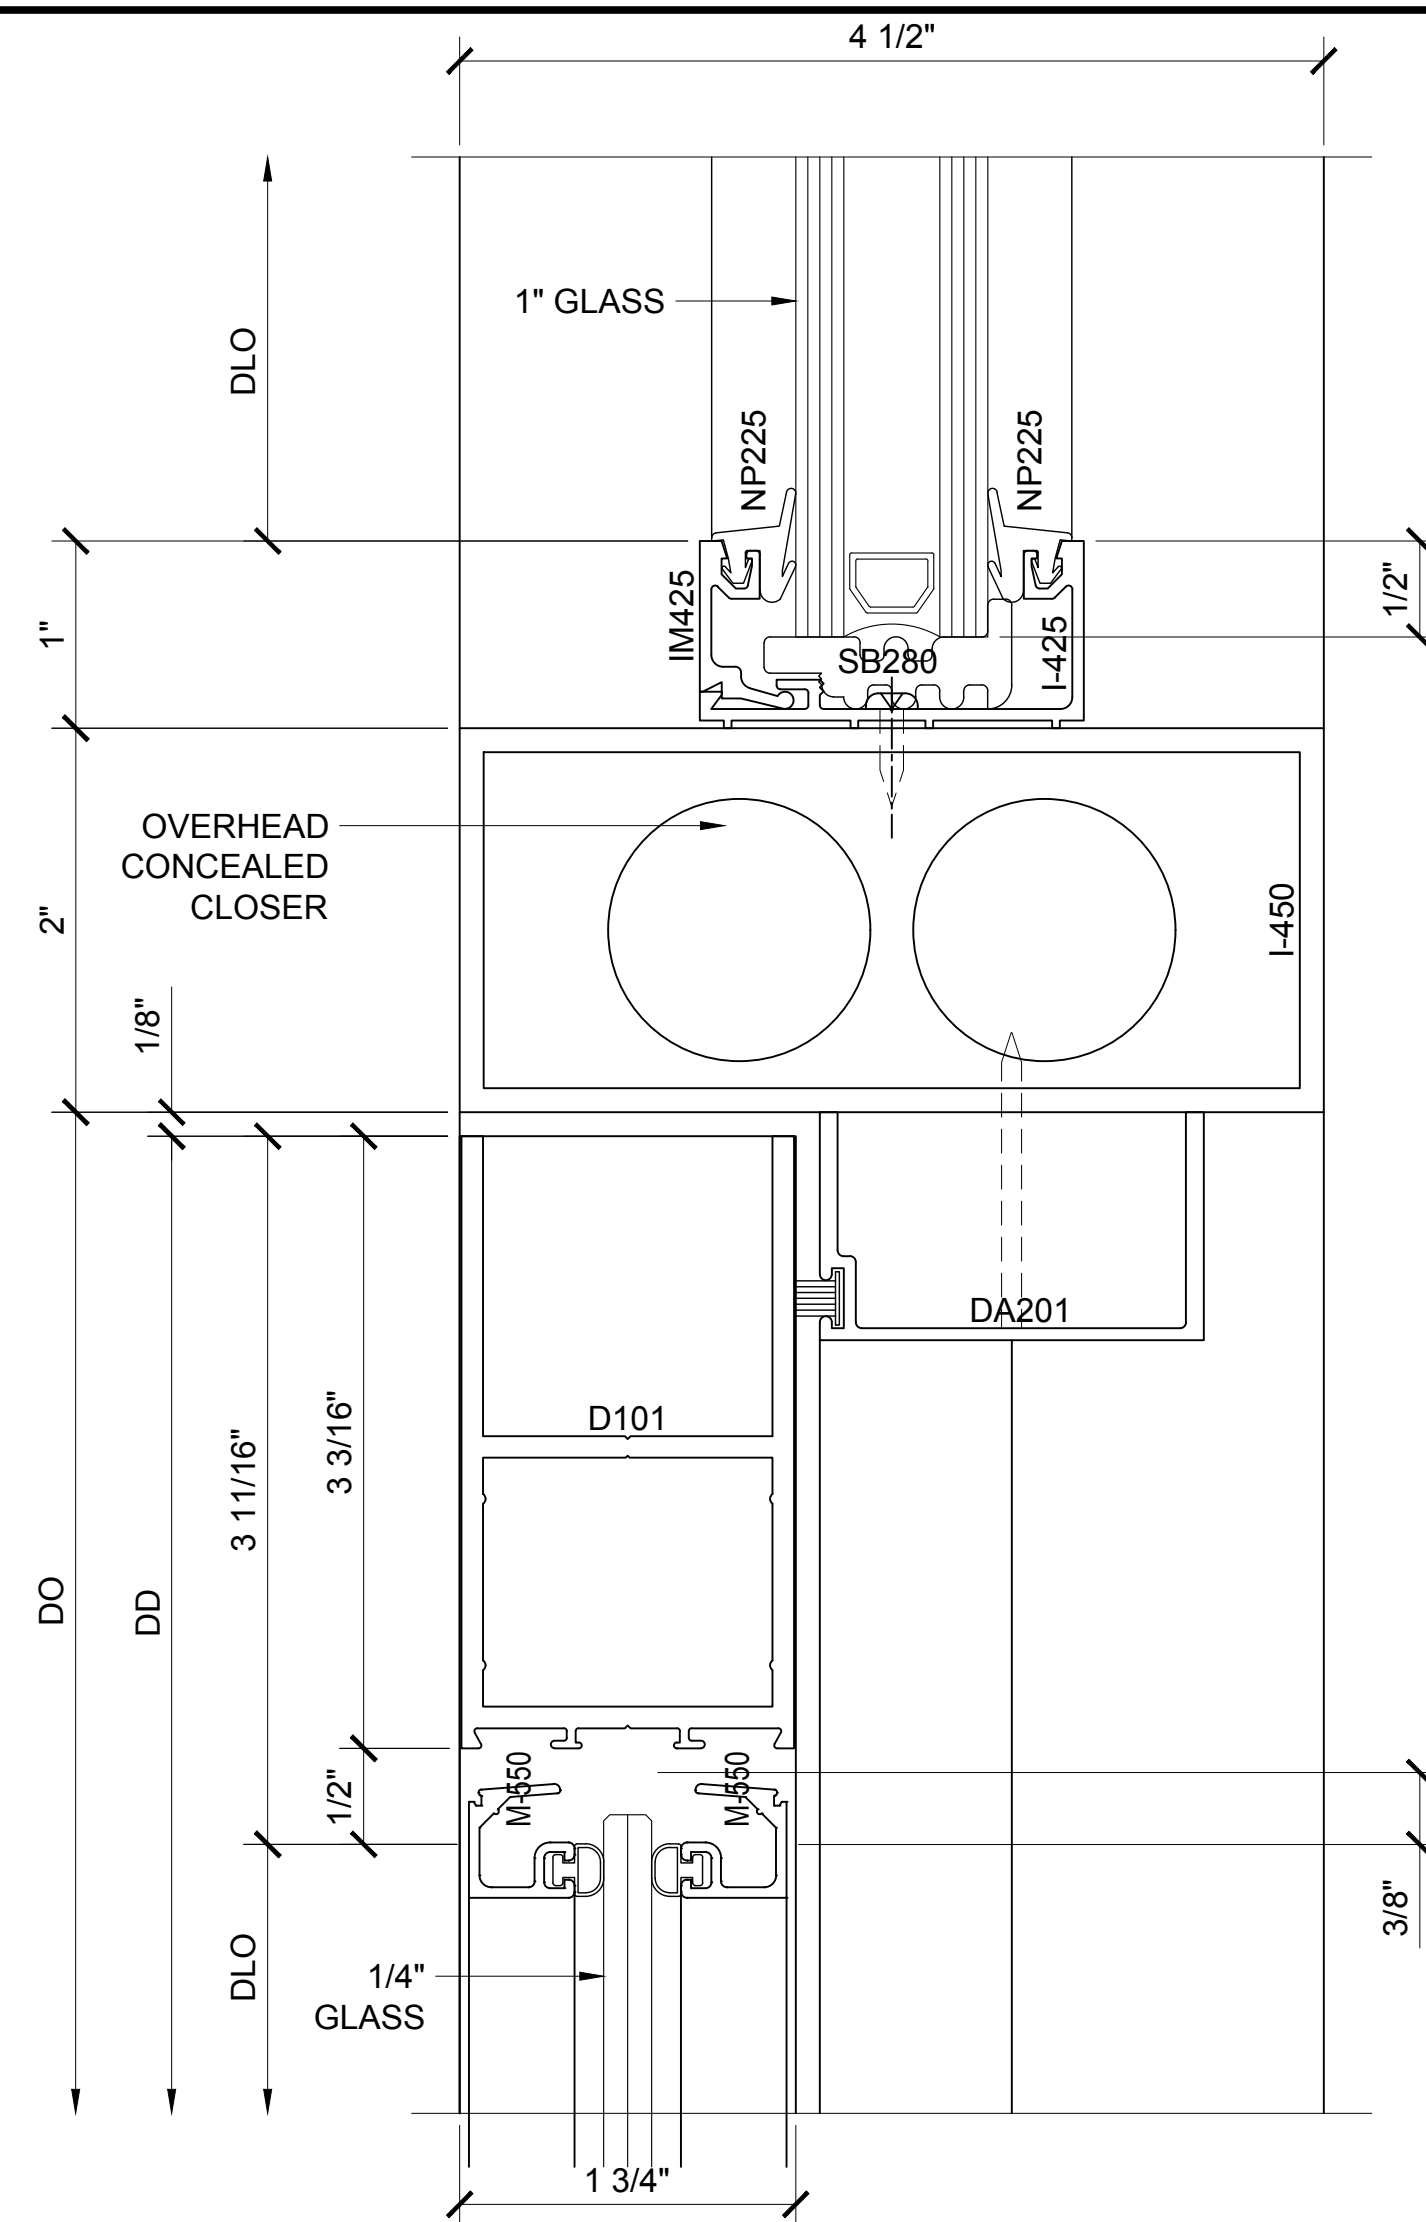 4 1/2"
1" GLASS
DLO
NP225
NP225
1"
IM425
SB280
I-425
1/2"
OVERHEAD
CONCEALED
CLOSER
2"
I-450
1/8"
DA201
D101
3 3/16"
3 11/16"
DO
DD
M-550
M-550
1/2"
3/8"
DLO
1/4"
GLASS
1 3/4"